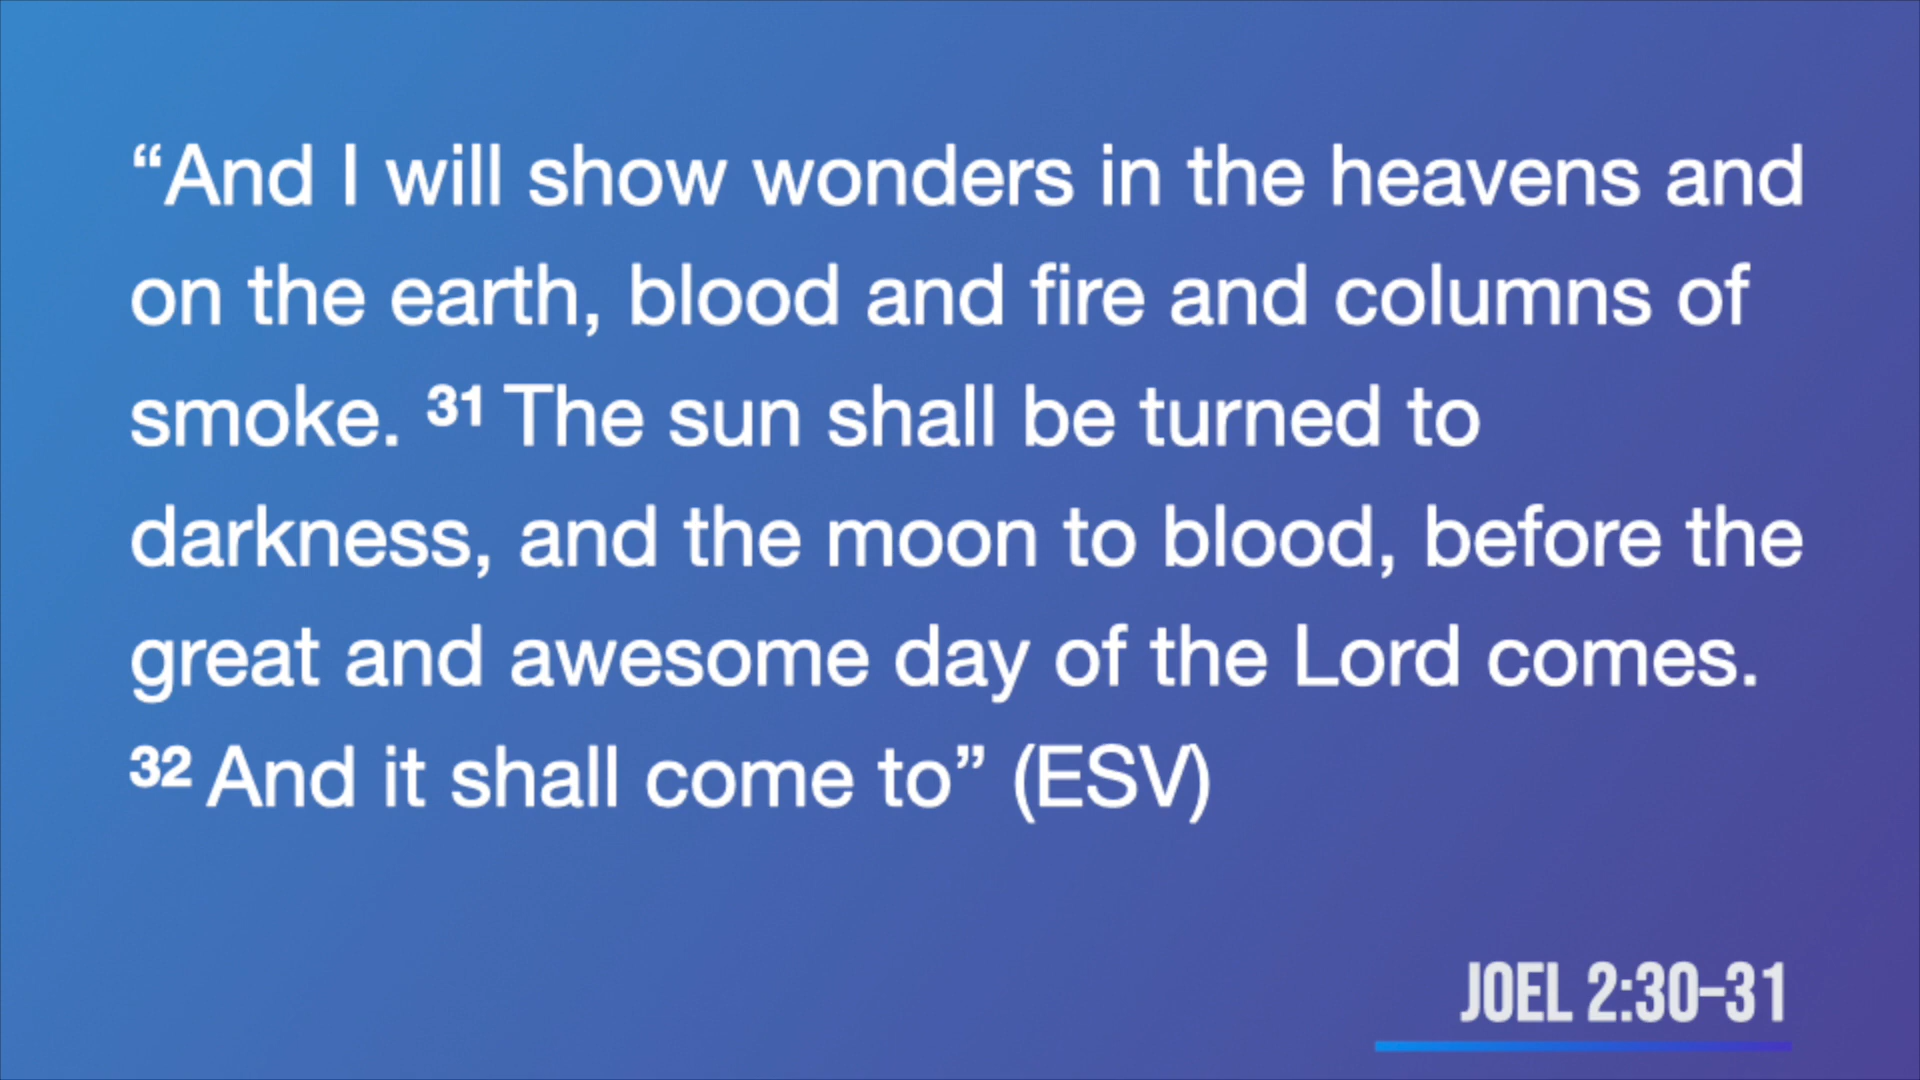 “And I will show wonders in the heavens and
on the earth, blood and fire and columns of
smoke. 31 The sun shall be turned to
darkness, and the moon to blood, before the
great and awesome day of the Lord comes.
32 And it shall come to” (ESV)
JOEL 2:30–31